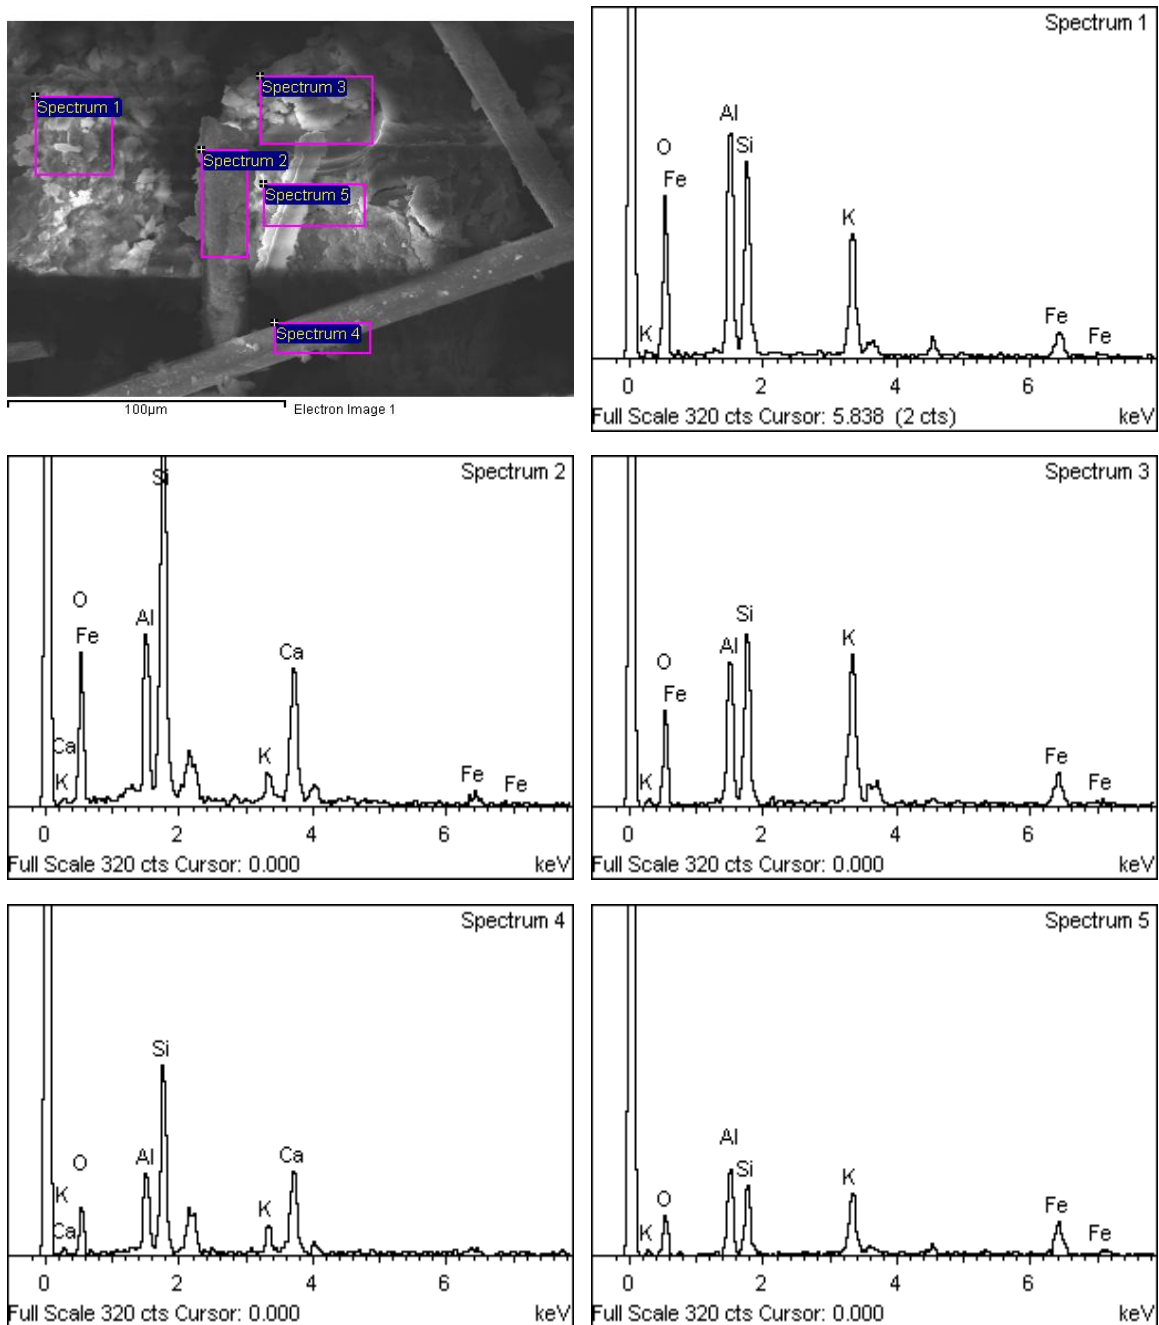 Spectrum 1
Spectrum 3
Spectrum 2
Spectrum 5
Spectrum 4
100µm Electron Image 1
Spectrum 1
Al
Si
O
Fe
K
K
Fe
Fe
0 2 4 6
Full Scale 320 cts Cursor: 5.838 (2 cts) keV
Spectrum 2
Si
O
Al
Fe
Ca
Ca
K
K
Fe
Fe
0 2 4 6
Full Scale 320 cts Cursor: 0.000 keV
Spectrum 3
Si
Al
K
O
Fe
K
Fe
Fe
0 2 4 6
Full Scale 320 cts Cursor: 0.000 keV
Spectrum 4
Si
Al
Ca
O
K
K
Ca
0 2 4 6
Full Scale 320 cts Cursor: 0.000 keV
Spectrum 5
Al
Si
K
O
K
Fe
Fe
0 2 4 6
Full Scale 320 cts Cursor: 0.000 keV